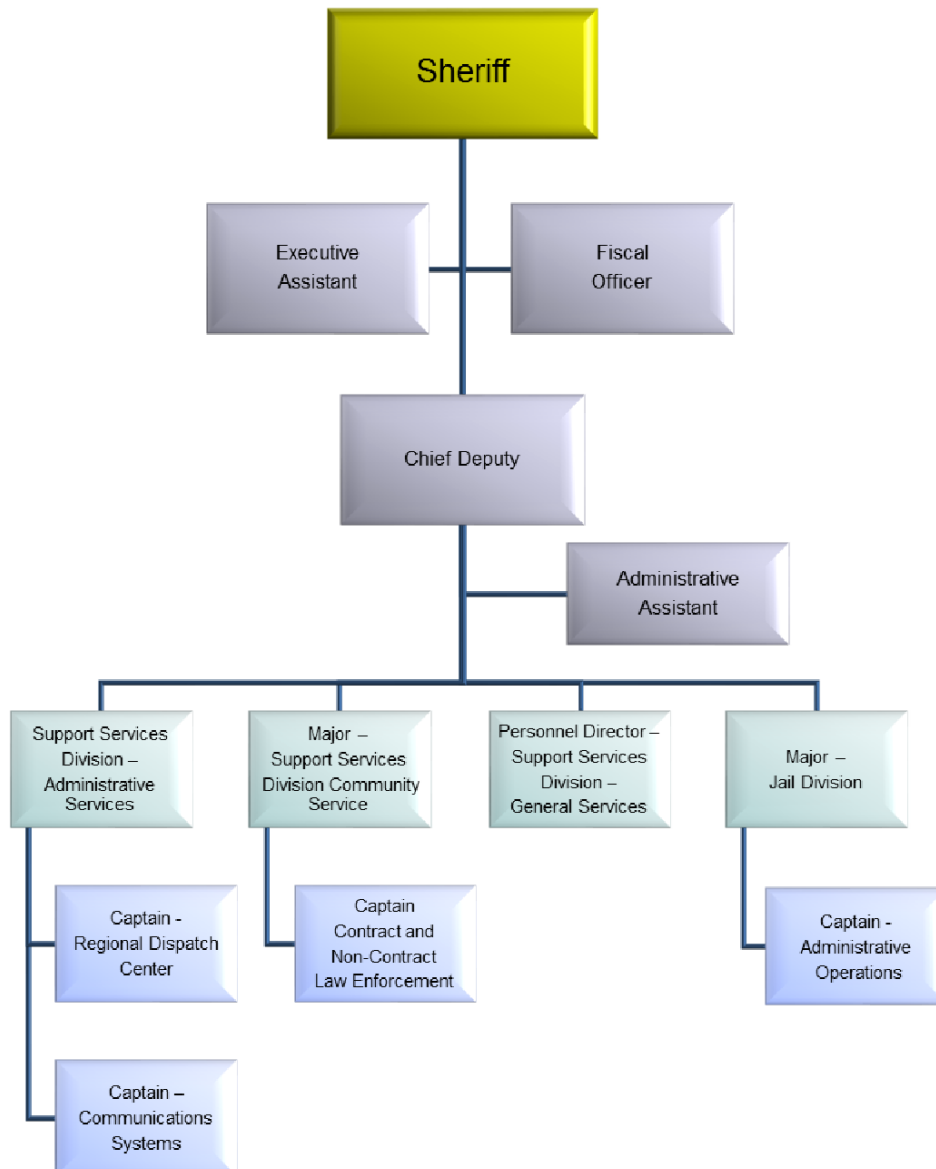 Sheriff
Executive
Assistant
Fiscal
Officer
Chief Deputy
Administrative
Assistant
Support Services
Division –
Administrative
Services
Major –
Support Services
Division Community
Service
Personnel Director –
Support Services
Division –
General Services
Major –
Jail Division
Captain -
Regional Dispatch
Center
Captain
Contract and
Non-Contract
Law Enforcement
Captain -
Administrative
Operations
Captain –
Communications
Systems